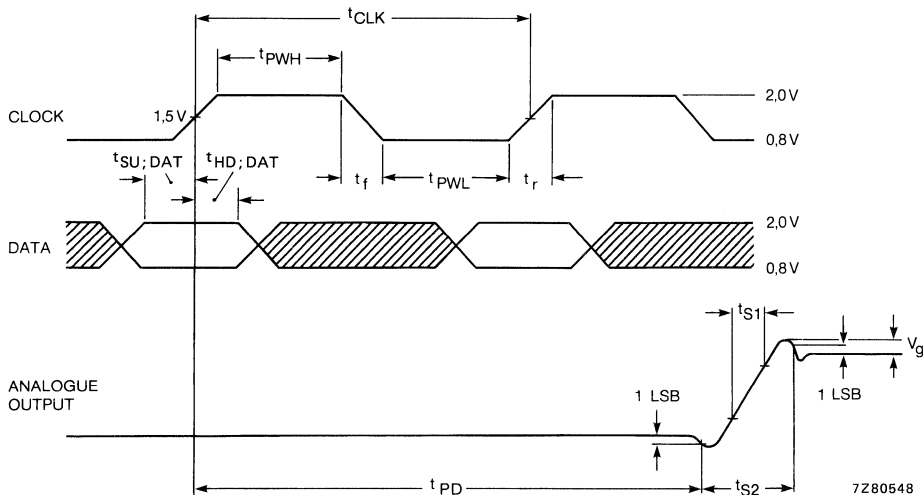 tCLK
tPWH
CLOCK
1,5 V
2,0 V
0,8 V
tSU; DAT
tHD; DAT
tf
tPWL
tr
DATA
2,0 V
0,8 V
tS1
Vg
ANALOGUE
OUTPUT
1 LSB
1 LSB
tPD
tS2
7Z80548